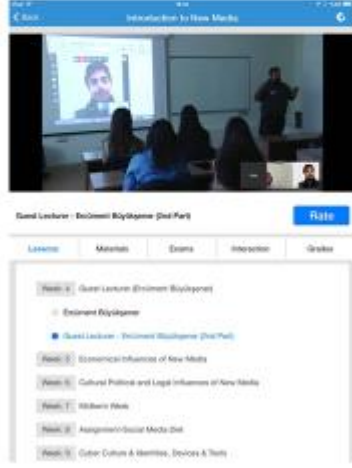 Back
Introduction to New Media
Guest Lecturer - Ercüment Büyükşener (2nd Part)
Rate
Lessons
Materials
Exams
Interaction
Grades
Week: 4 Guest Lecturer (Ercüment Büyükşener)
Ercüment Büyükşener
Guest Lecturer - Ercüment Büyükşener (2nd Part)
Week: 5 Economical Influences of New Media
Week: 6 Cultural Political and Legal Influences of New Media
Week: 7 Midterm Week
Week: 8 Assignment-Social Media Diet
Week: 9 Cyber Culture & Identities, Devices & Texts